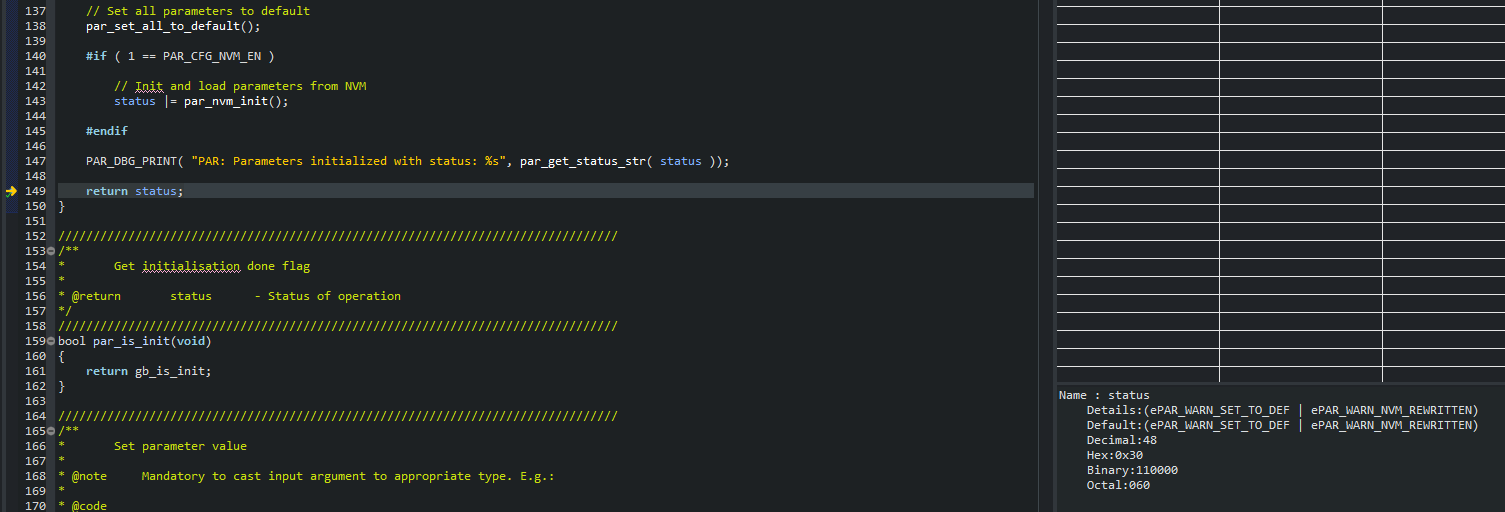 137 // Set all parameters to default
138 par_set_all_to_default();
139
140 #if ( 1 == PAR_CFG_NVM_EN )
141
142 // Init and load parameters from NVM
143 status |= par_nvm_init();
144
145 #endif
146
147 PAR_DBG_PRINT( "PAR: Parameters initialized with status: %s", par_get_status_str( status ));
148
149 return status;
150 }
151
152 ////////////////////////////////////////////////////////////////////////////////
153 /**
154 * Get initialisation done flag
155 *
156 * @return status - Status of operation
157 */
158 ////////////////////////////////////////////////////////////////////////////////
159 bool par_is_init(void)
160 {
161 return gb_is_init;
162 }
163
164 ////////////////////////////////////////////////////////////////////////////////
165 /**
166 * Set parameter value
167 *
168 * @note Mandatory to cast input argument to appropriate type. E.g.:
169 *
170 * @code
Name : status
Details:(ePAR_WARN_SET_TO_DEF | ePAR_WARN_NVM_REWRITTEN)
Default:(ePAR_WARN_SET_TO_DEF | ePAR_WARN_NVM_REWRITTEN)
Decimal:48
Hex:0x30
Binary:110000
Octal:060